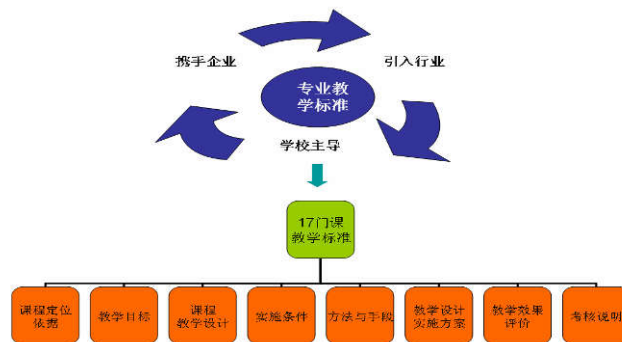 携手企业
引入行业
专业教
学标准
学校主导
17门课
教学标准
课程定位
依据
教学目标
课程
教学设计
实施条件
方法与手段
教学设计
实施方案
教学效果
评价
考核说明